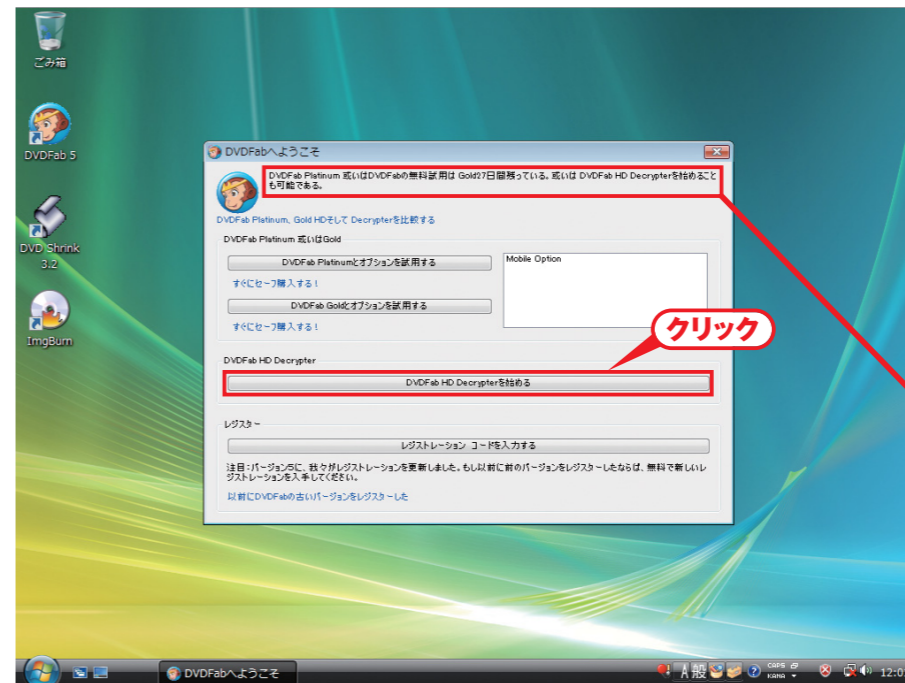 ごみ箱
DVDFab 5
DVD Shrink
3.2
ImgBurn
DVDFabへようこそ
DVDFab Platinum 或いはDVDFabの無料試用は Gold27日間残っている。或いは DVDFab HD Decrypterを始めること
も可能である。
DVDFab Platinum、Gold HDそして Decrypterを比較する
DVDFab Platinum 或いはGold
DVDFab Platinumとオプションを試用する
Mobile Option
すぐにセーフ購入する!
DVDFab Goldとオプションを試用する
すぐにセーフ購入する!
クリック
DVDFab HD Decrypter
DVDFab HD Decrypterを始める
レジスター
レジストレーション コードを入力する
注目:バージョン5に、我々がレジストレーションを更新しました。もし以前に前のバージョンをレジスターしたならば、無料で新しいレ
ジストレーションを入手してください。
以前にDVDFabの古いバージョンをレジスターした
DVDFabへようこそ
A 般
CAPS
KANA
12:0